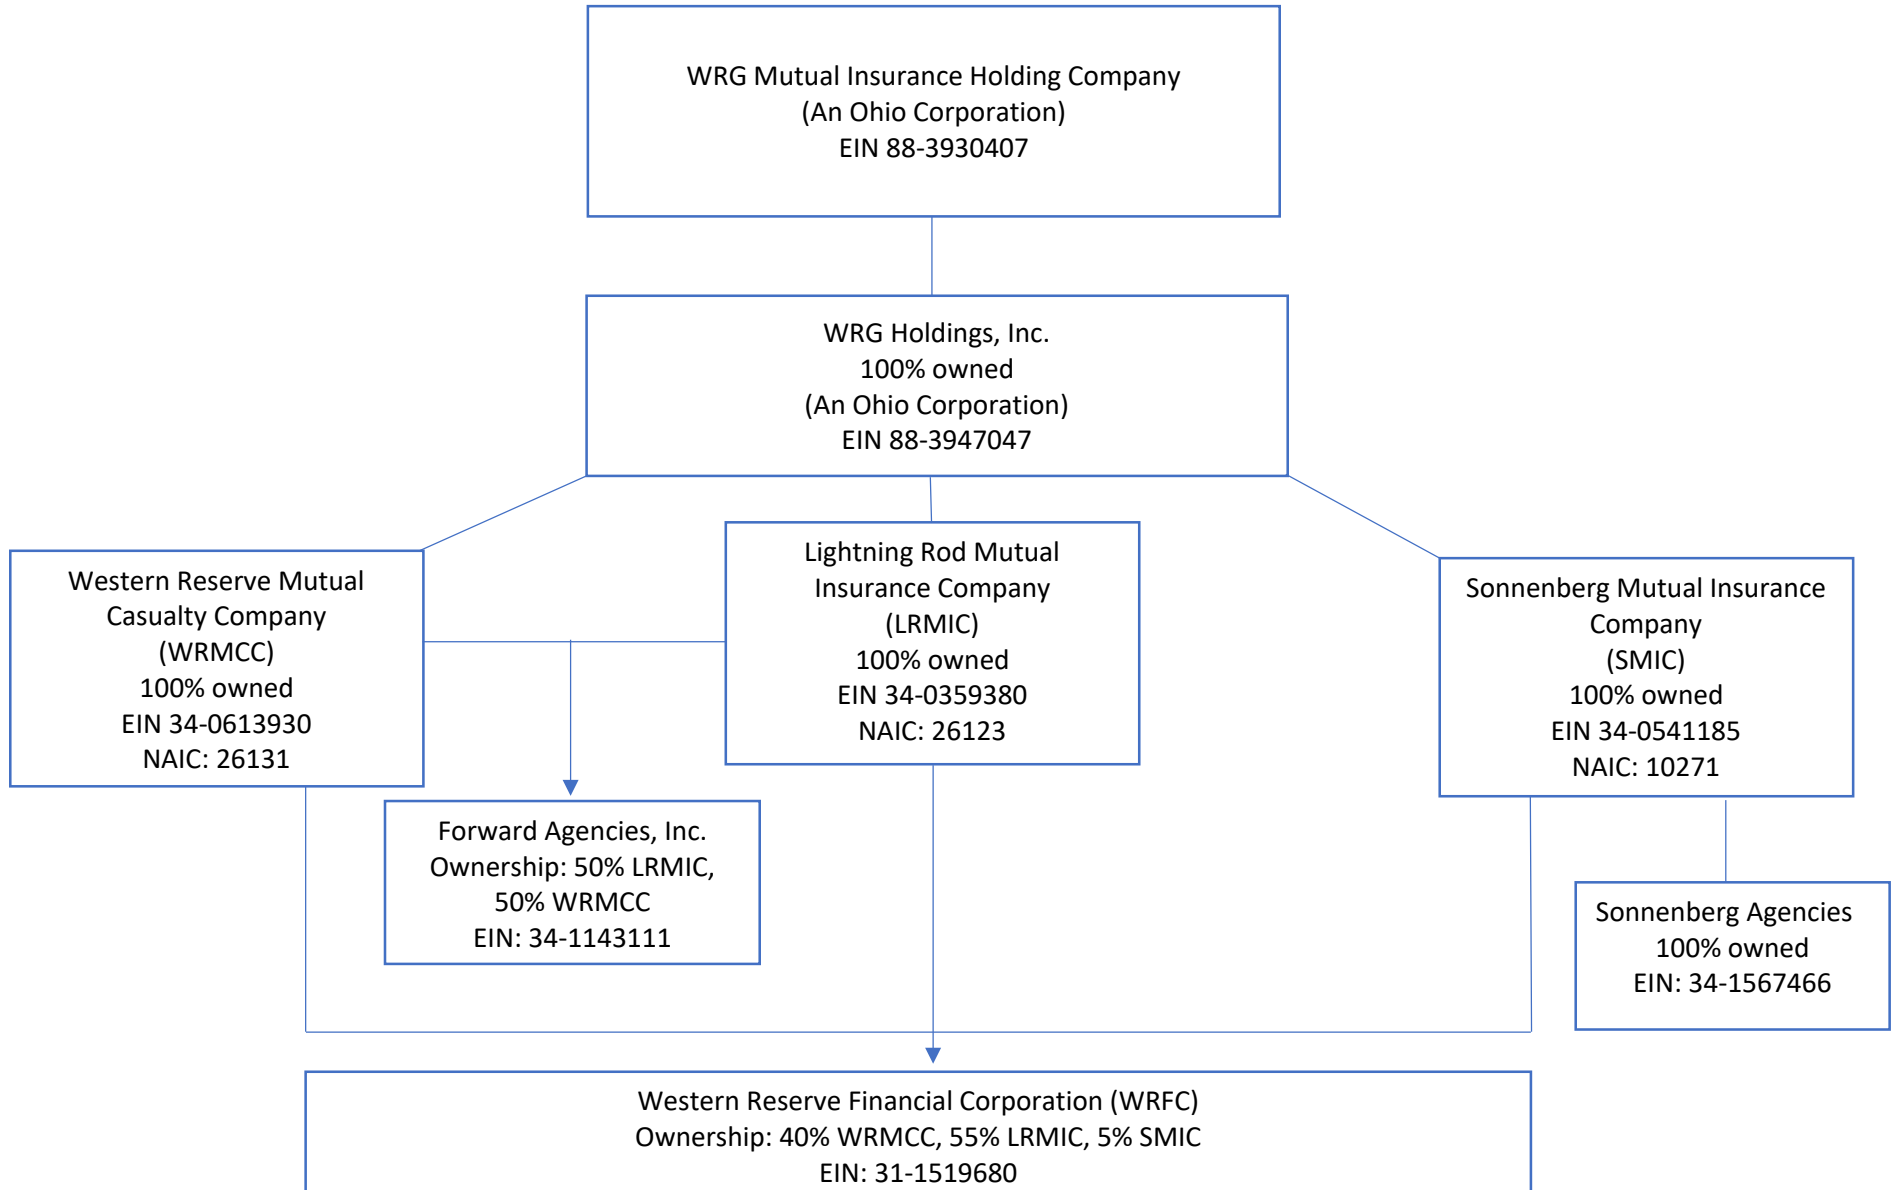 WRG Mutual Insurance Holding Company
(An Ohio Corporation)
EIN 88-3930407
WRG Holdings, Inc.
100% owned
(An Ohio Corporation)
EIN 88-3947047
Western Reserve Mutual
Casualty Company
(WRMCC)
100% owned
EIN 34-0613930
NAIC: 26131
Lightning Rod Mutual
Insurance Company
(LRMIC)
100% owned
EIN 34-0359380
NAIC: 26123
Sonnenberg Mutual Insurance
Company
(SMIC)
100% owned
EIN 34-0541185
NAIC: 10271
Forward Agencies, Inc.
Ownership: 50% LRMIC,
50% WRMCC
EIN: 34-1143111
Sonnenberg Agencies
100% owned
EIN: 34-1567466
Western Reserve Financial Corporation (WRFC)
Ownership: 40% WRMCC, 55% LRMIC, 5% SMIC
EIN: 31-1519680